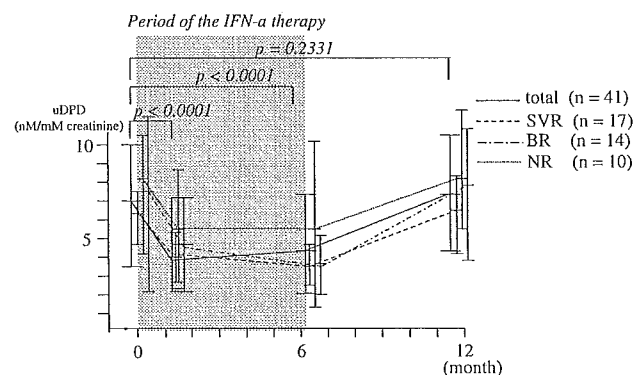 Period of the IFN-a therapy
p = 0.2331
p < 0.0001
p < 0.0001
uDPD
(nM/mM creatinine)
10
5
0
6
12
(month)
total (n = 41)
SVR (n = 17)
BR (n = 14)
NR (n = 10)